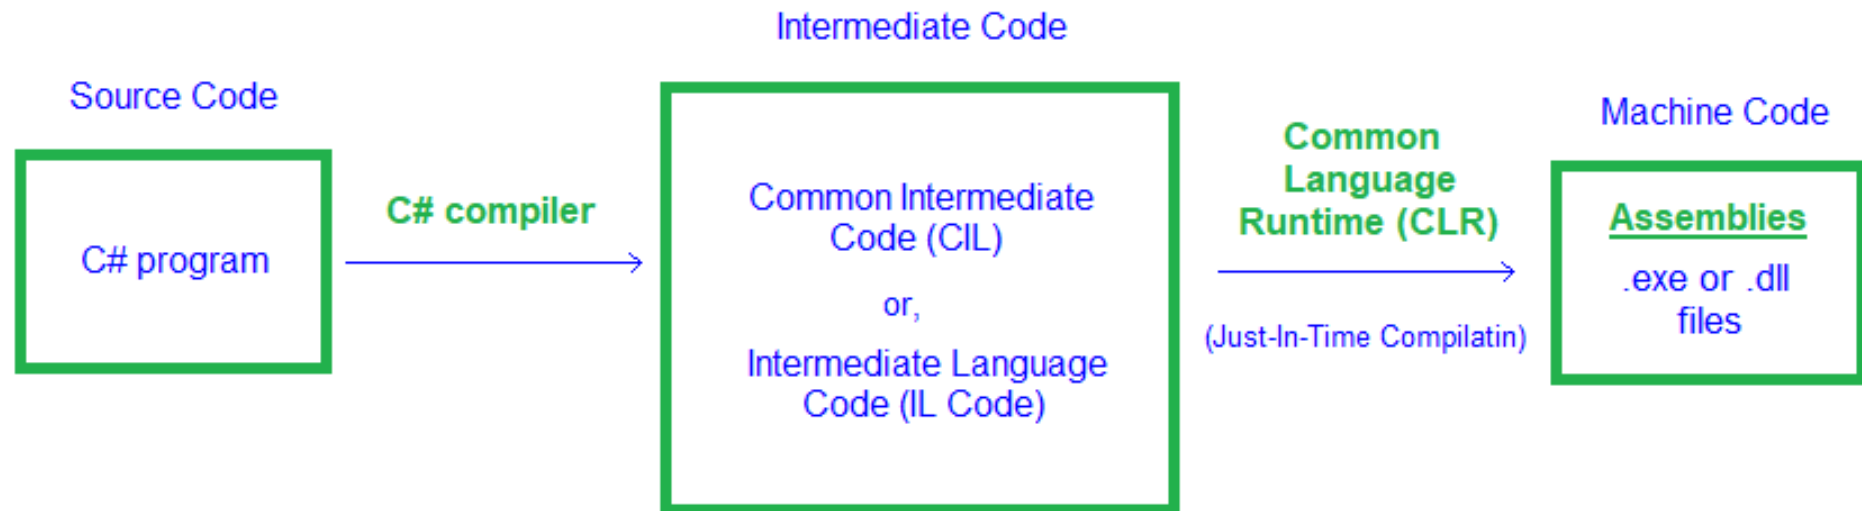 Intermediate Code
Source Code
Machine Code
C# program
C# compiler
Common Intermediate
Code (CIL)
or,
Intermediate Language
Code (IL Code)
Common
Language
Runtime (CLR)
(Just-In-Time Compilatin)
Assemblies
.exe or .dll
files